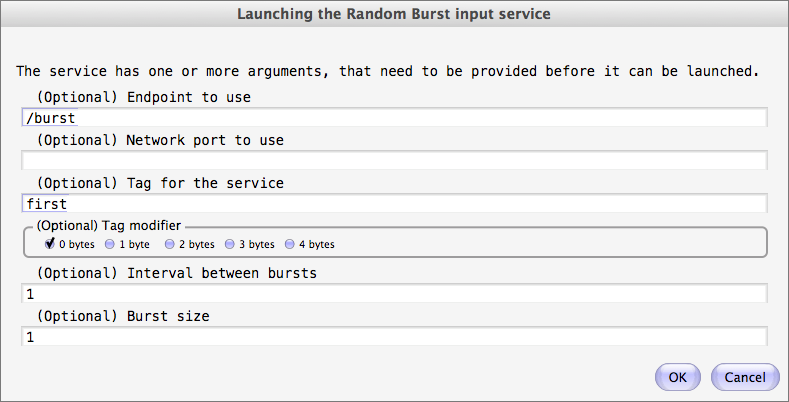 Launching the Random Burst input service
The service has one or more arguments, that need to be provided before it can be launched.
(Optional) Endpoint to use
/burst
(Optional) Network port to use
(Optional) Tag for the service
first
(Optional) Tag modifier
0 bytes 1 byte 2 bytes 3 bytes 4 bytes
(Optional) Interval between bursts
1
(Optional) Burst size
1
OK Cancel